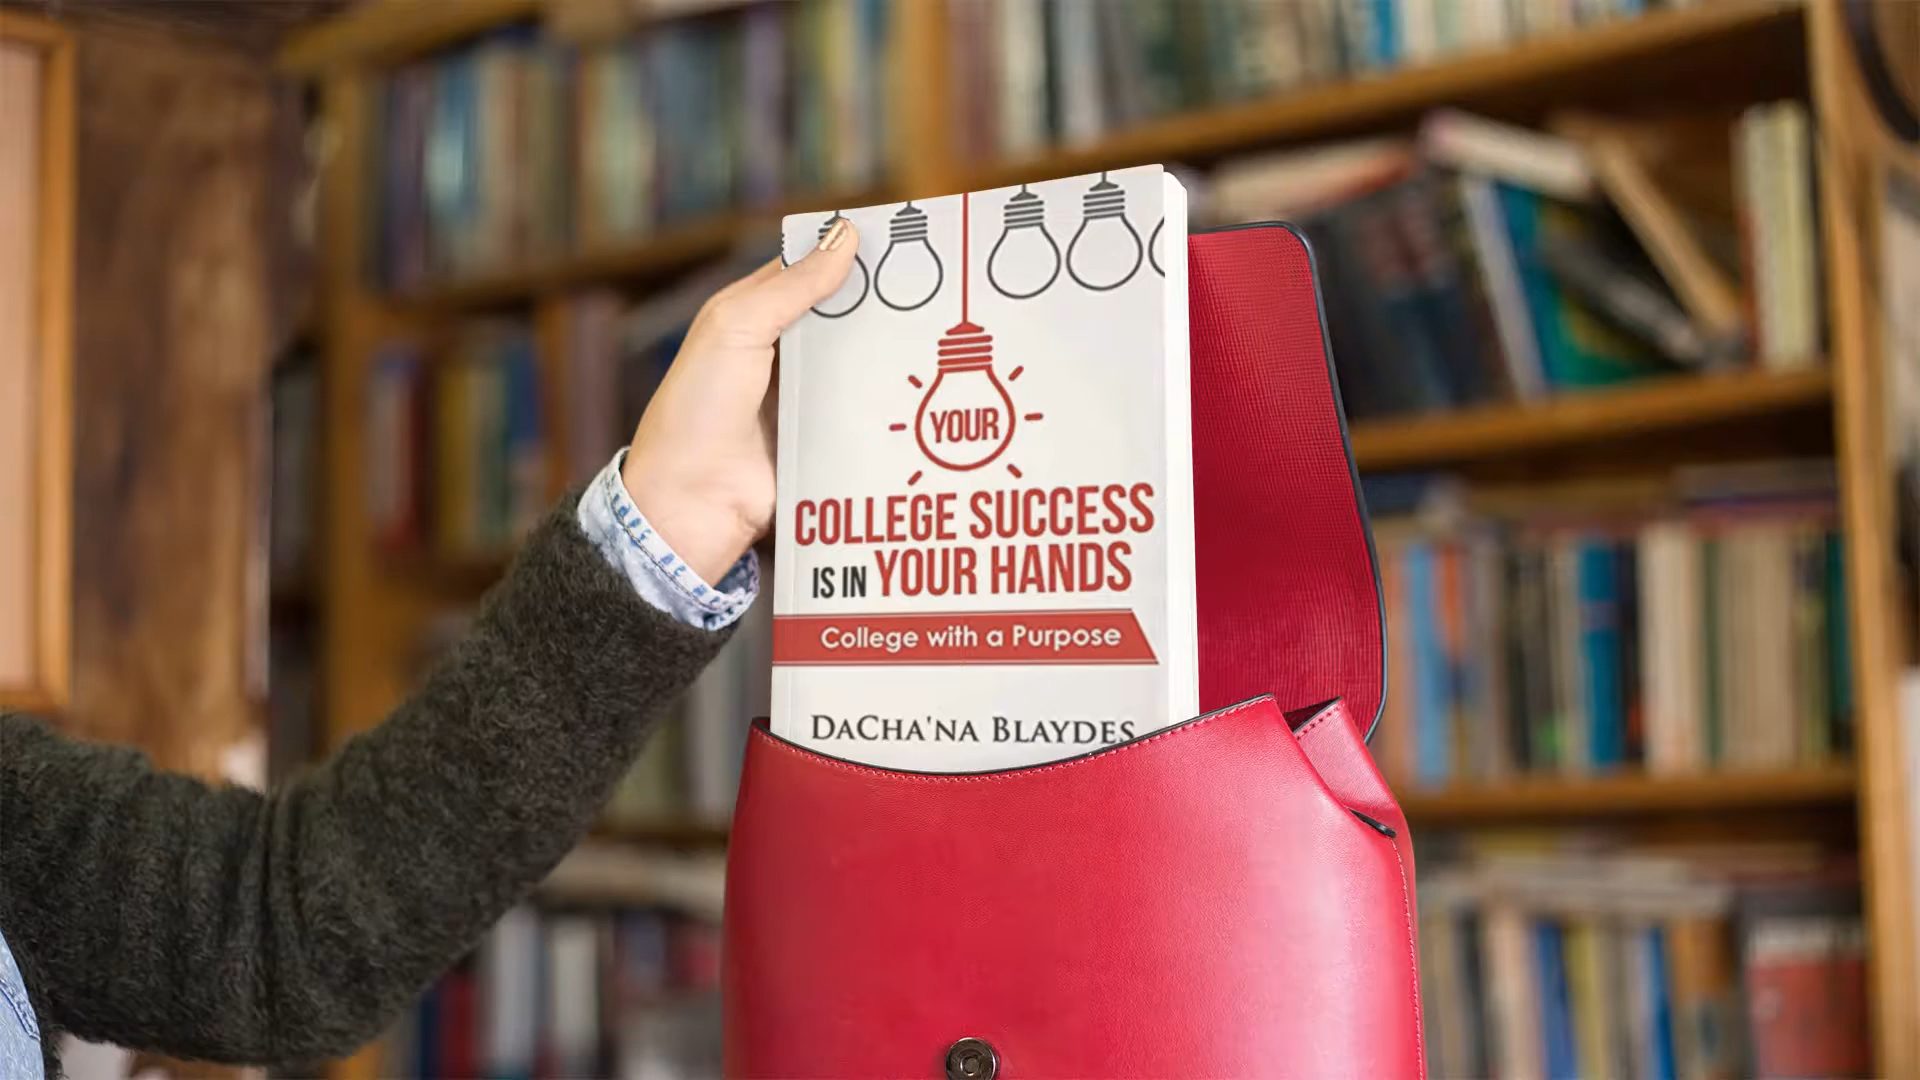 YOUR
COLLEGE SUCCESS
IS IN YOUR HANDS
College with a Purpose
DaCha'na Blaydes